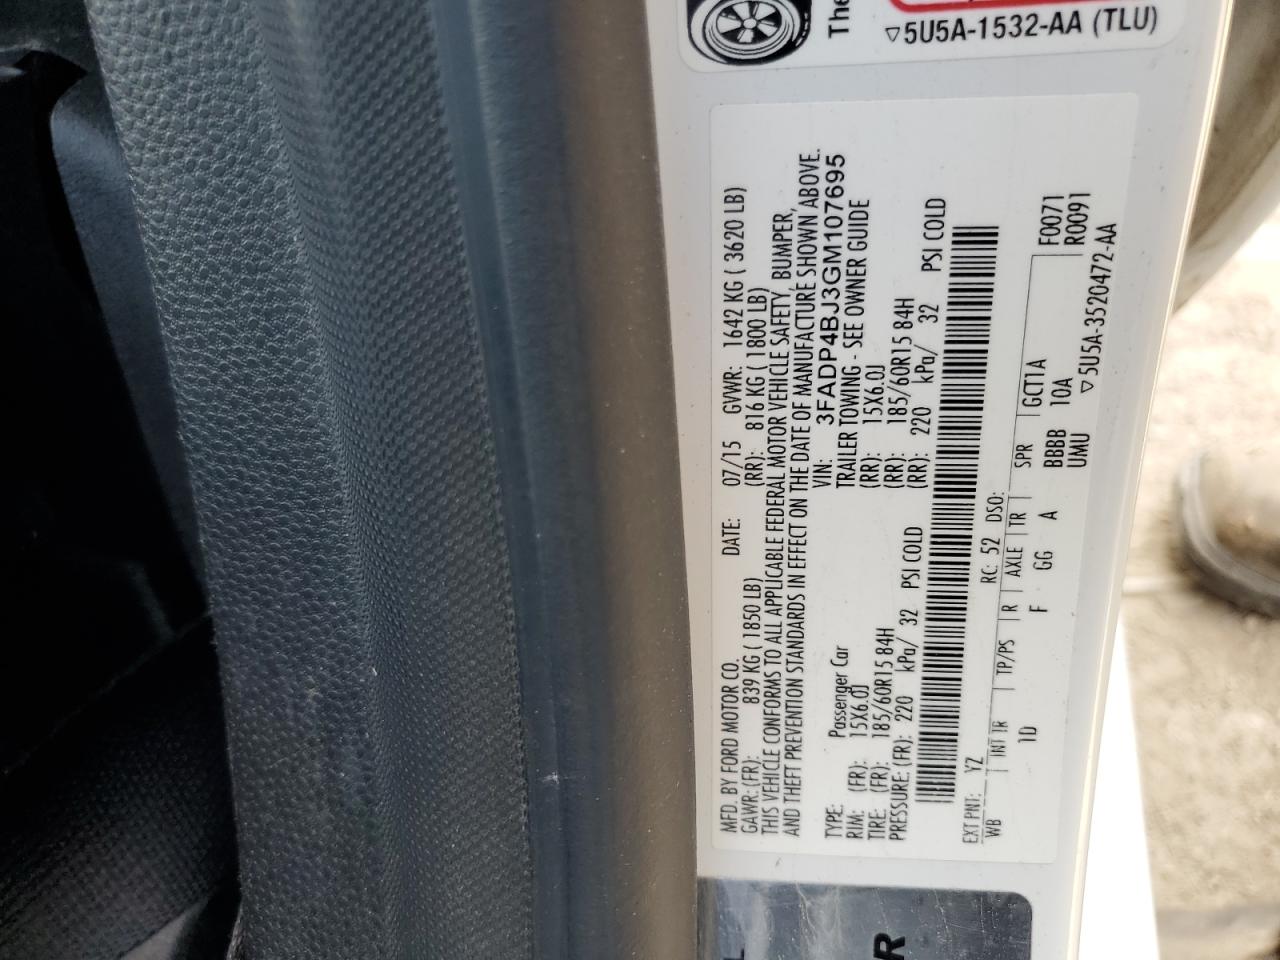 The
▽5U5A-1532-AA (TLU)
MFD. BY FORD MOTOR CO. DATE: 07/15 GVWR: 1642 KG ( 3620 LB)
GAWR: (FR): 839 KG ( 1850 LB) (RR): 816 KG ( 1800 LB)
THIS VEHICLE CONFORMS TO ALL APPLICABLE FEDERAL MOTOR VEHICLE SAFETY, BUMPER,
AND THEFT PREVENTION STANDARDS IN EFFECT ON THE DATE OF MANUFACTURE SHOWN ABOVE.
VIN: 3FADP4BJ3GM107695
TYPE: Passenger Car TRAILER TOWING - SEE OWNER GUIDE
RIM: (FR): 15X6.0J (RR): 15X6.0J
TIRE: (FR): 185/60R15 84H (RR): 185/60R15 84H
PRESSURE: (FR): 220 kPa/ 32 PSI COLD (RR): 220 kPa/ 32 PSI COLD
EXT PNT: YZ RC: 52 DSO:
WB INT TR TP/PS R AXLE TR SPR GCT1A F0071
1D F GG A BBBB 10A R0091
UMU
▽5U5A-3520472-AA
R